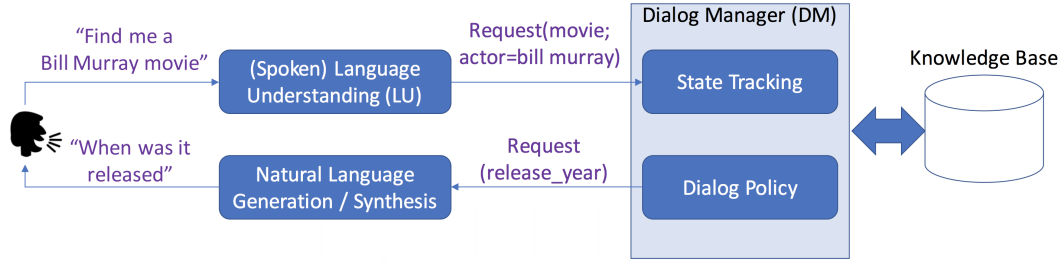 “Find me a
Bill Murray movie”
(Spoken) Language
Understanding (LU)
Request(movie;
actor=bill murray)
Dialog Manager (DM)
State Tracking
Knowledge Base
“When was it
released”
Natural Language
Generation / Synthesis
Request
(release_year)
Dialog Policy